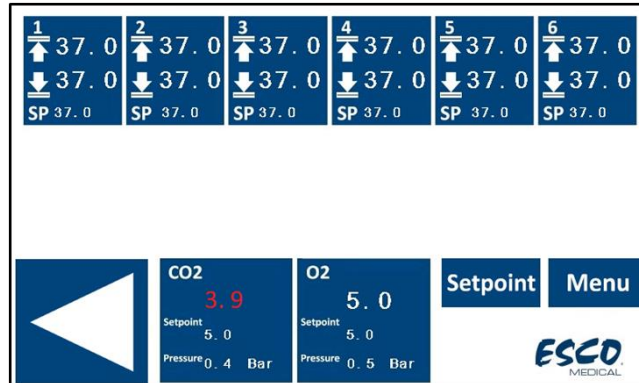 1 2 3 4 5 6
37.0 37.0 37.0 37.0 37.0 37.0
37.0 37.0 37.0 37.0 37.0 37.0
SP 37.0 SP 37.0 SP 37.0 SP 37.0 SP 37.0 SP 37.0
CO2
3.9
Setpoint
5.0
Pressure 0.4 Bar
O2
5.0
Setpoint
5.0
Pressure 0.5 Bar
Setpoint
Menu
ESCO
MEDICAL